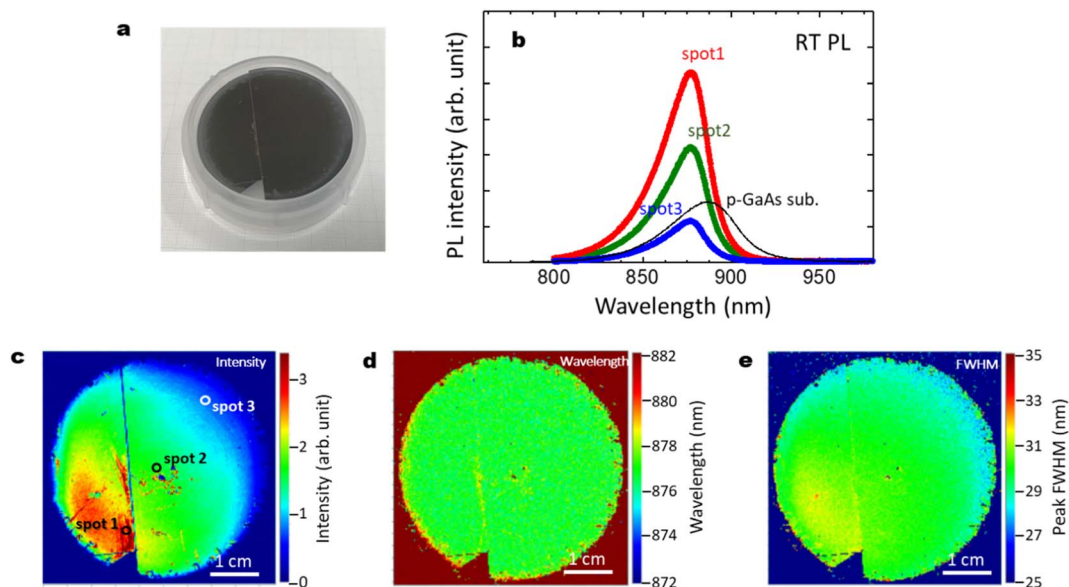 a
b
RT PL
spot1
spot2
p-GaAs sub.
spot3
PL intensity (arb. unit)
800
850
900
950
Wavelength (nm)
c
Intensity
spot 3
spot 2
spot 1
1 cm
3
2
1
0
Intensity (arb. unit)
d
Wavelength
1 cm
882
880
878
876
874
872
Wavelength (nm)
e
FWHM
1 cm
35
33
31
29
27
25
Peak FWHM (nm)